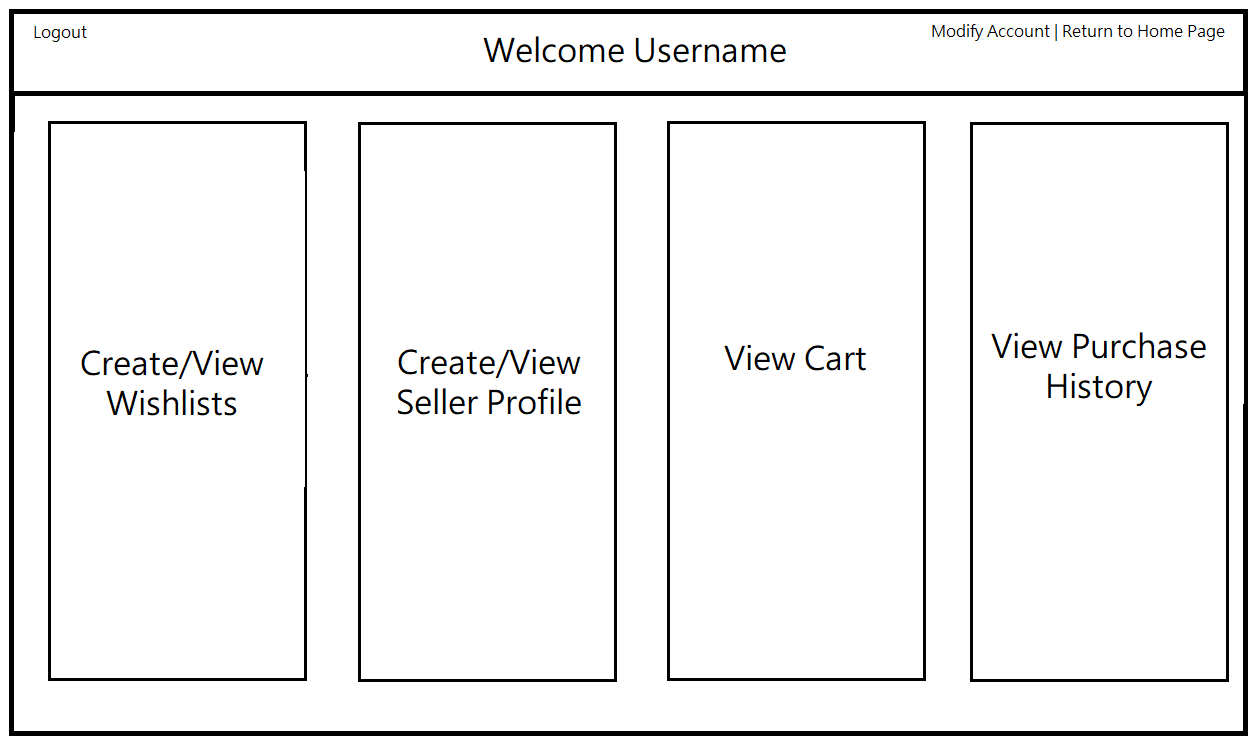 Logout
Welcome Username
Modify Account | Return to Home Page
Create/View
Wishlists
Create/View
Seller Profile
View Cart
View Purchase
History